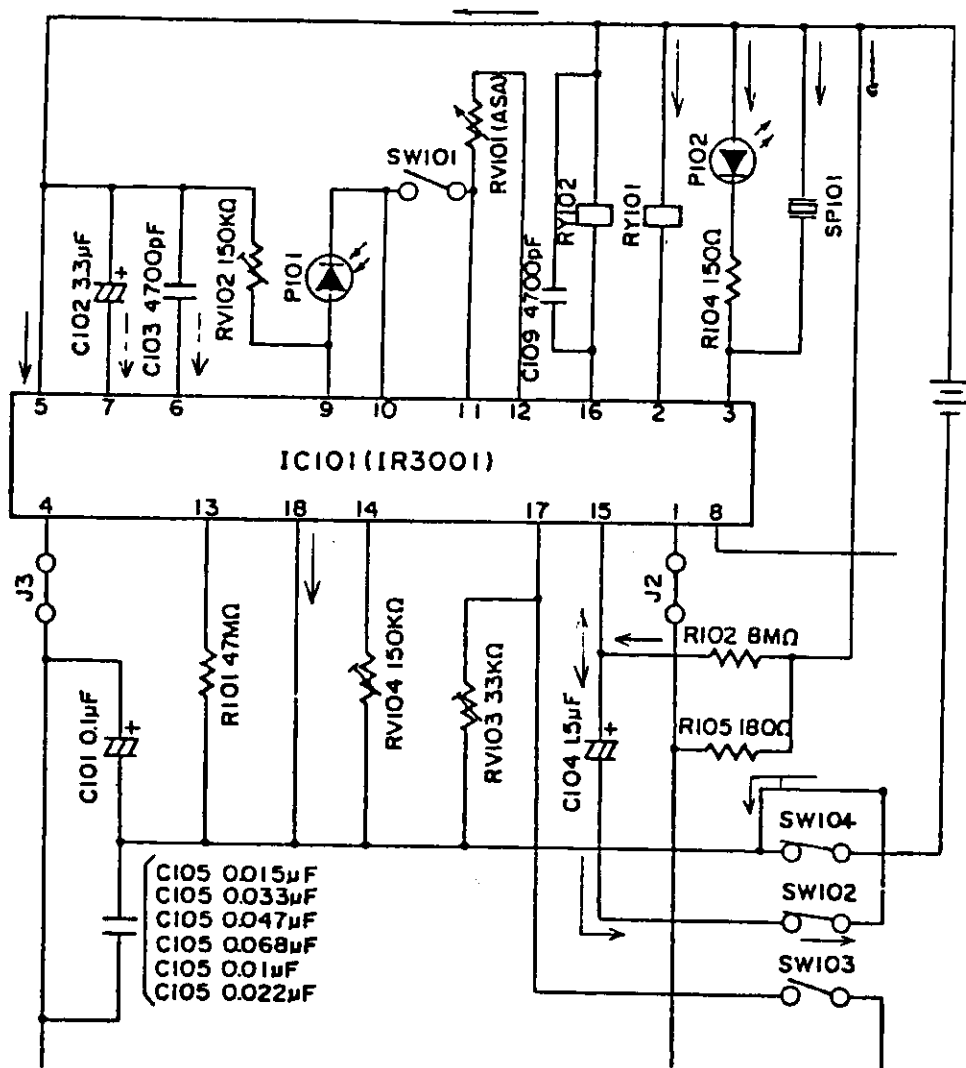 SW101
RV101(ASA)
C102 3.3μF
+
C103 4700pF
RV102 150KΩ
P101
C109 4700pF
RY102
RY101
P102
R104 150Ω
SP101
5 7 6 9 10 11 12 16 2 3
IC101(IR3001)
4 13 18 14 17 15 1 8
J3
J2
C101 0.1μF
+
R101 47MΩ
RV104 150KΩ
RV103 33KΩ
C104 1.5μF
+
R102 8MΩ
R105 180Ω
SW104
SW102
SW103
C105 0.015μF
C105 0.033μF
C105 0.047μF
C105 0.068μF
C105 0.01μF
C105 0.022μF